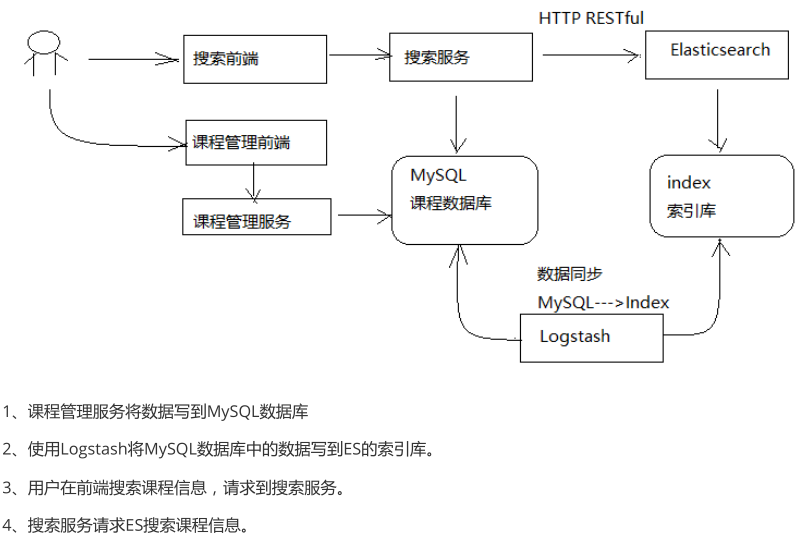 HTTP RESTful
搜索前端
搜索服务
Elasticsearch
课程管理前端
MySQL
课程数据库
index
索引库
课程管理服务
数据同步
MySQL--->Index
Logstash
1、课程管理服务将数据写到MySQL数据库
2、使用Logstash将MySQL数据库中的数据写到ES的索引库。
3、用户在前端搜索课程信息，请求到搜索服务。
4、搜索服务请求ES搜索课程信息。